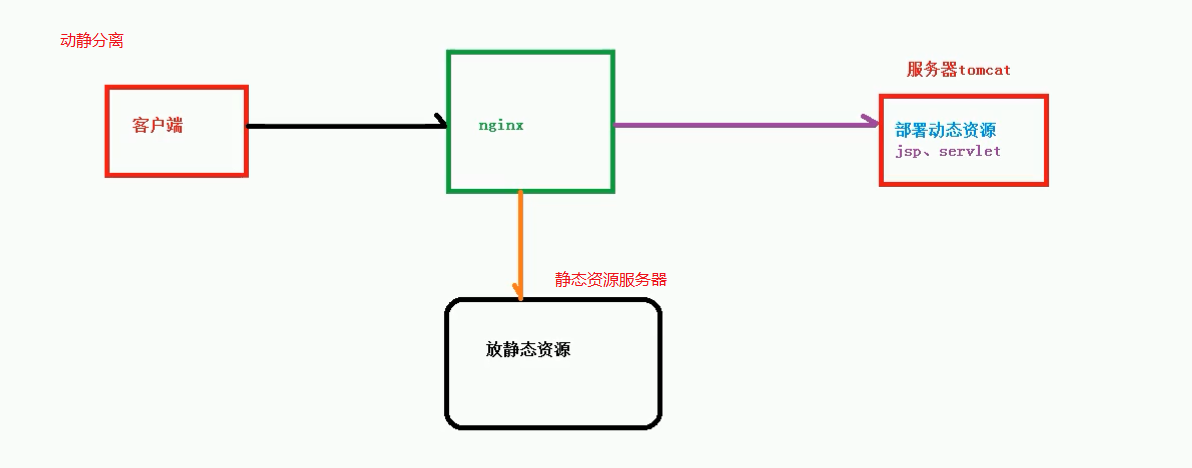 动静分离
服务器tomcat
客户端
nginx
部署动态资源
jsp、servlet
静态资源服务器
放静态资源